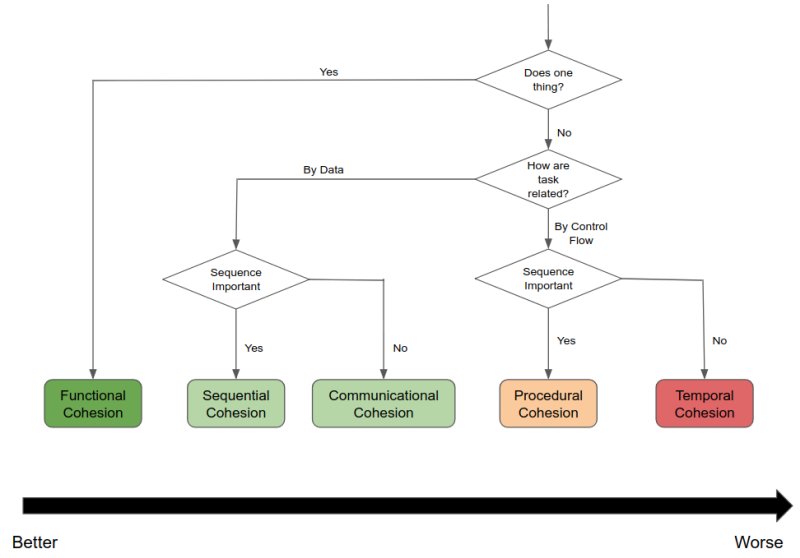 Does one
thing?
Yes
No
How are
task
related?
By Data
By Control
Flow
Sequence
Important
Sequence
Important
Yes
No
Yes
No
Functional
Cohesion
Sequential
Cohesion
Communicational
Cohesion
Procedural
Cohesion
Temporal
Cohesion
Better
Worse